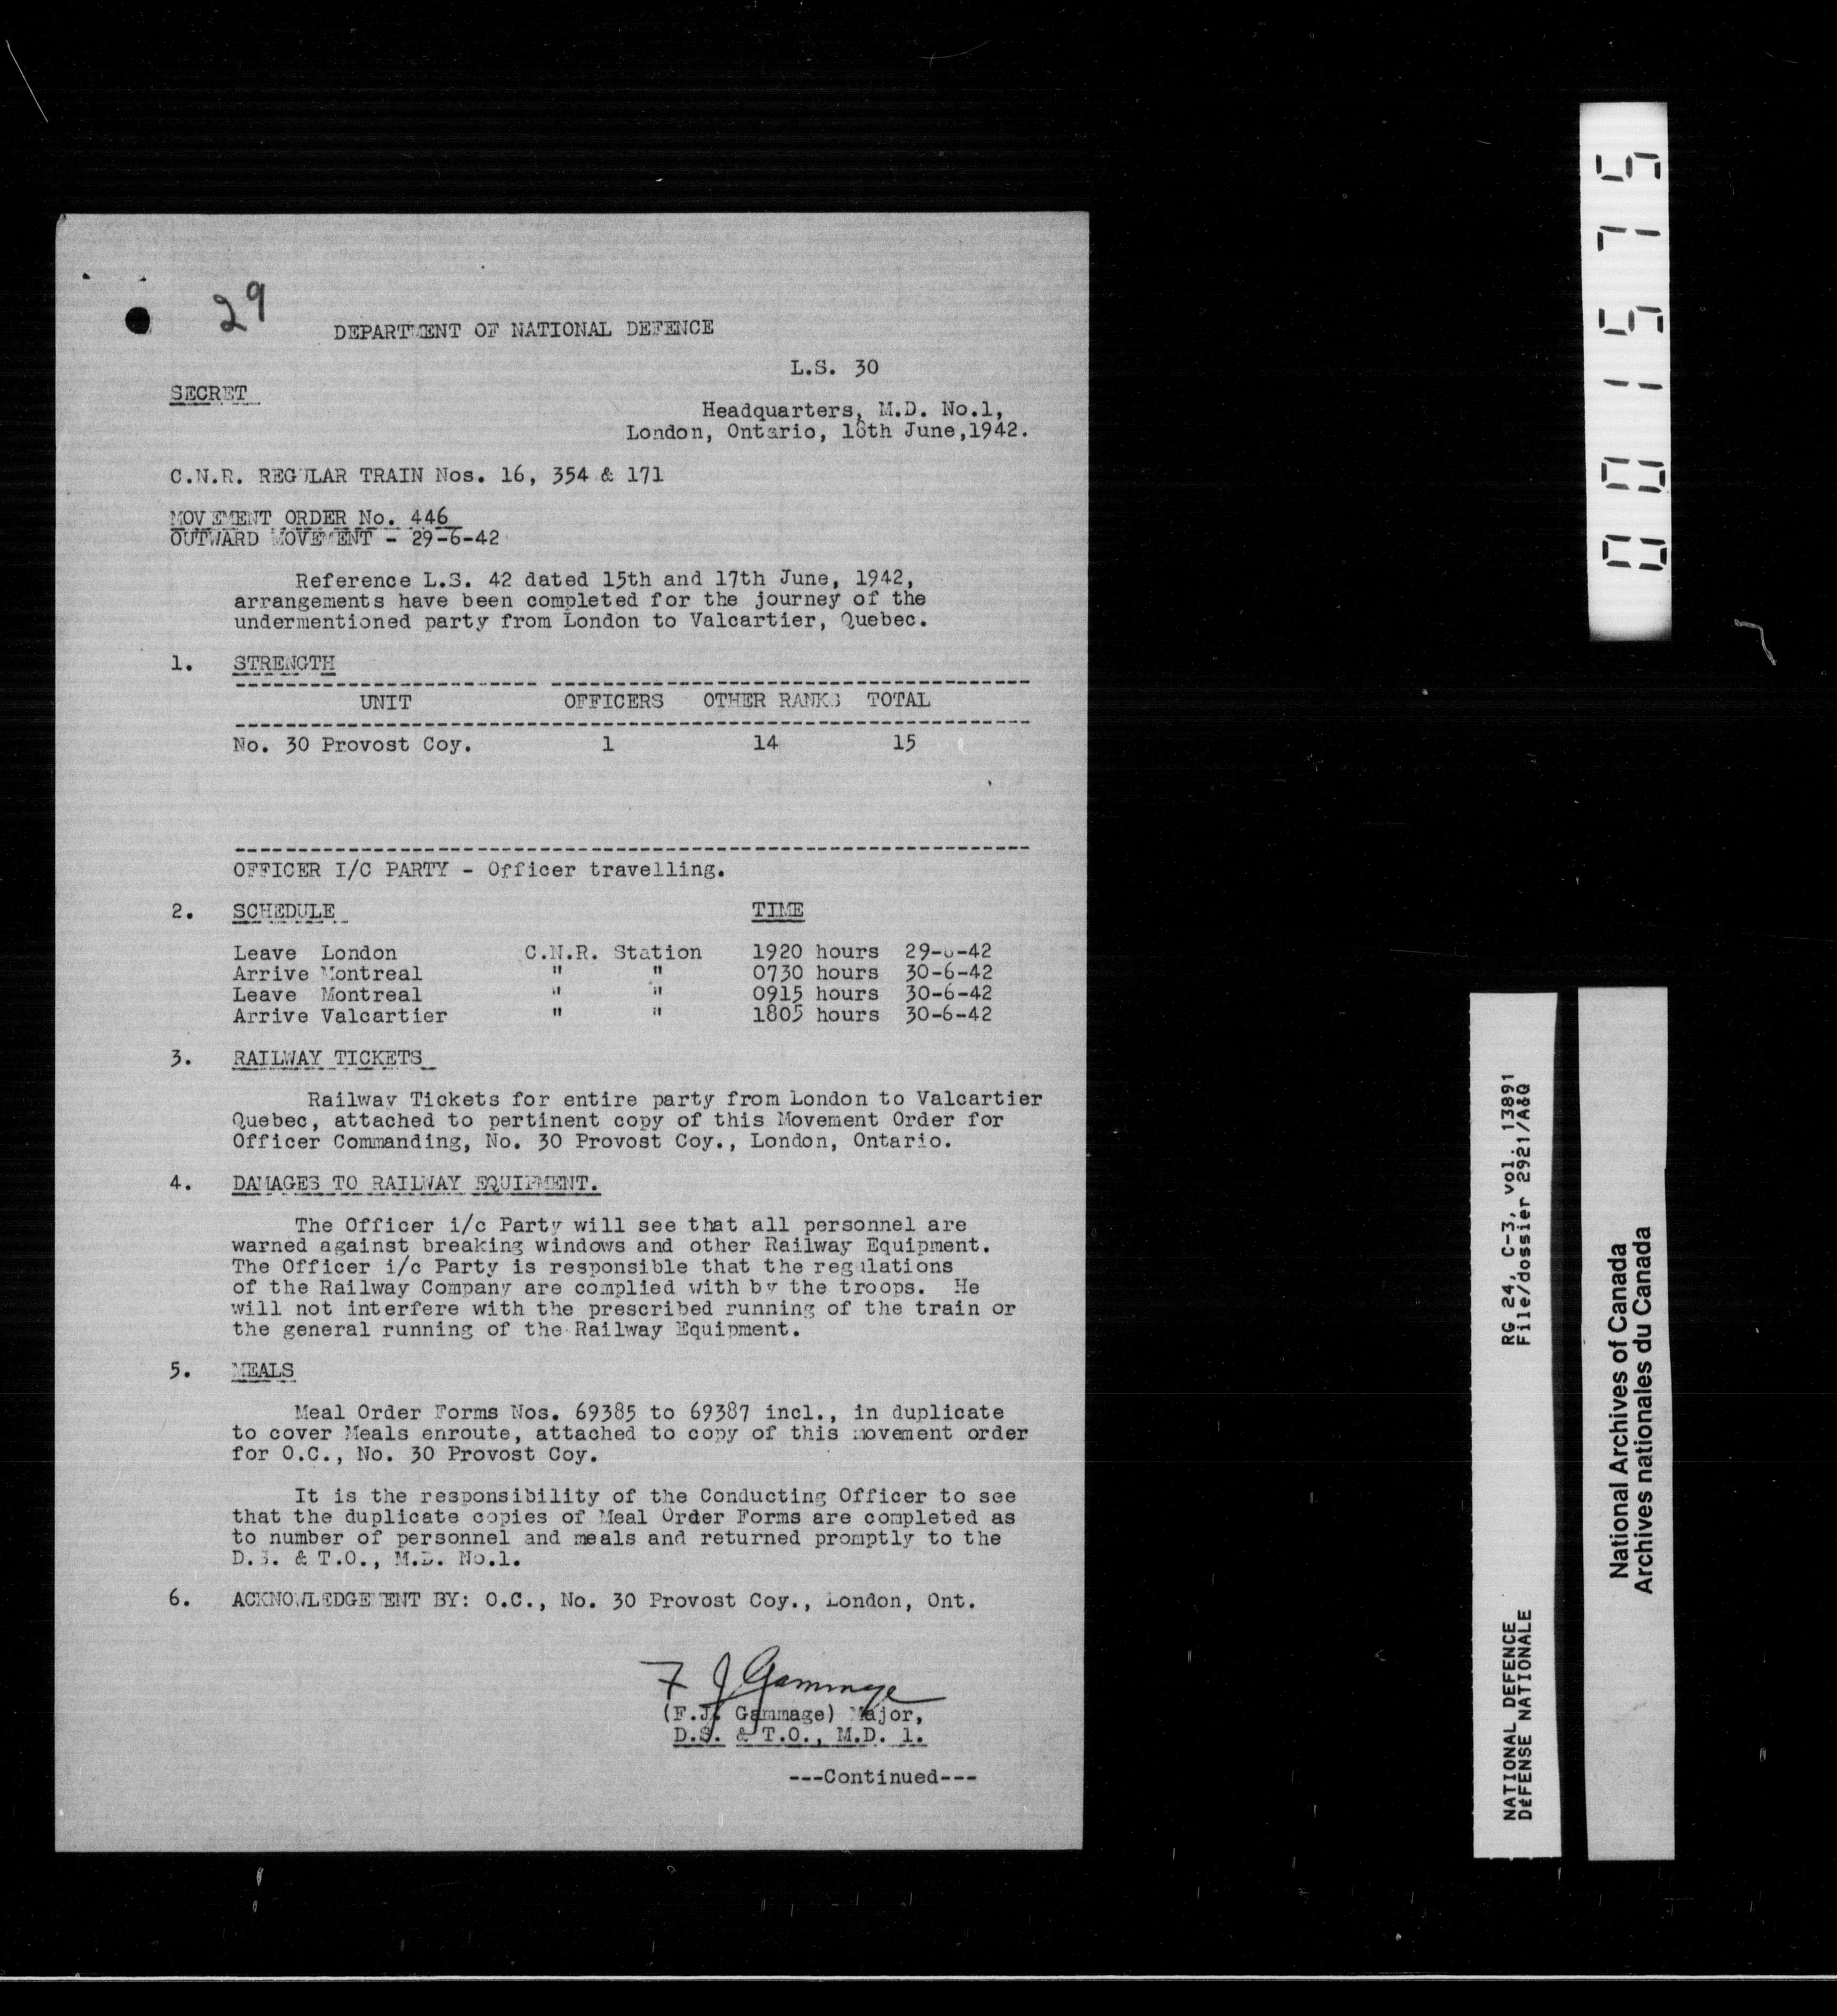 29
DEPARTMENT OF NATIONAL DEFENCE
L.S. 30
SECRET
Headquarters, M.D. No.1,
London, Ontario, 18th June,1942.
C.N.R. REGULAR TRAIN Nos. 16, 354 & 171
MOVEMENT ORDER No. 446
OUTWARD MOVEMENT - 29-6-42
Reference L.S. 42 dated 15th and 17th June, 1942,
arrangements have been completed for the journey of the
undermentioned party from London to Valcartier, Quebec.
1. STRENGTH
UNIT OFFICERS OTHER RANKS TOTAL
No. 30 Provost Coy. 1 14 15
OFFICER I/C PARTY - Officer travelling.
2. SCHEDULE TIME
Leave London C.N.R. Station 1920 hours 29-6-42
Arrive Montreal " " 0730 hours 30-6-42
Leave Montreal " " 0915 hours 30-6-42
Arrive Valcartier " " 1805 hours 30-6-42
3. RAILWAY TICKETS
Railway Tickets for entire party from London to Valcartier
Quebec, attached to pertinent copy of this Movement Order for
Officer Commanding, No. 30 Provost Coy., London, Ontario.
4. DAMAGES TO RAILWAY EQUIPMENT.
The Officer i/c Party will see that all personnel are
warned against breaking windows and other Railway Equipment.
The Officer i/c Party is responsible that the regulations
of the Railway Company are complied with by the troops. He
will not interfere with the prescribed running of the train or
the general running of the Railway Equipment.
5. MEALS
Meal Order Forms Nos. 69385 to 69387 incl., in duplicate
to cover Meals enroute, attached to copy of this movement order
for O.C., No. 30 Provost Coy.
It is the responsibility of the Conducting Officer to see
that the duplicate copies of Meal Order Forms are completed as
to number of personnel and meals and returned promptly to the
D.S. & T.O., M.D. No.1.
6. ACKNOWLEDGEMENT BY: O.C., No. 30 Provost Coy., London, Ont.
F J Gammage
(F.J. Gammage) Major,
D.S. & T.O., M.D. 1.
---Continued---
001575
NATIONAL DEFENCE RG 24, C-3, vol. 13891
DÉFENSE NATIONALE File/dossier 2921/A&Q
National Archives of Canada
Archives nationales du Canada